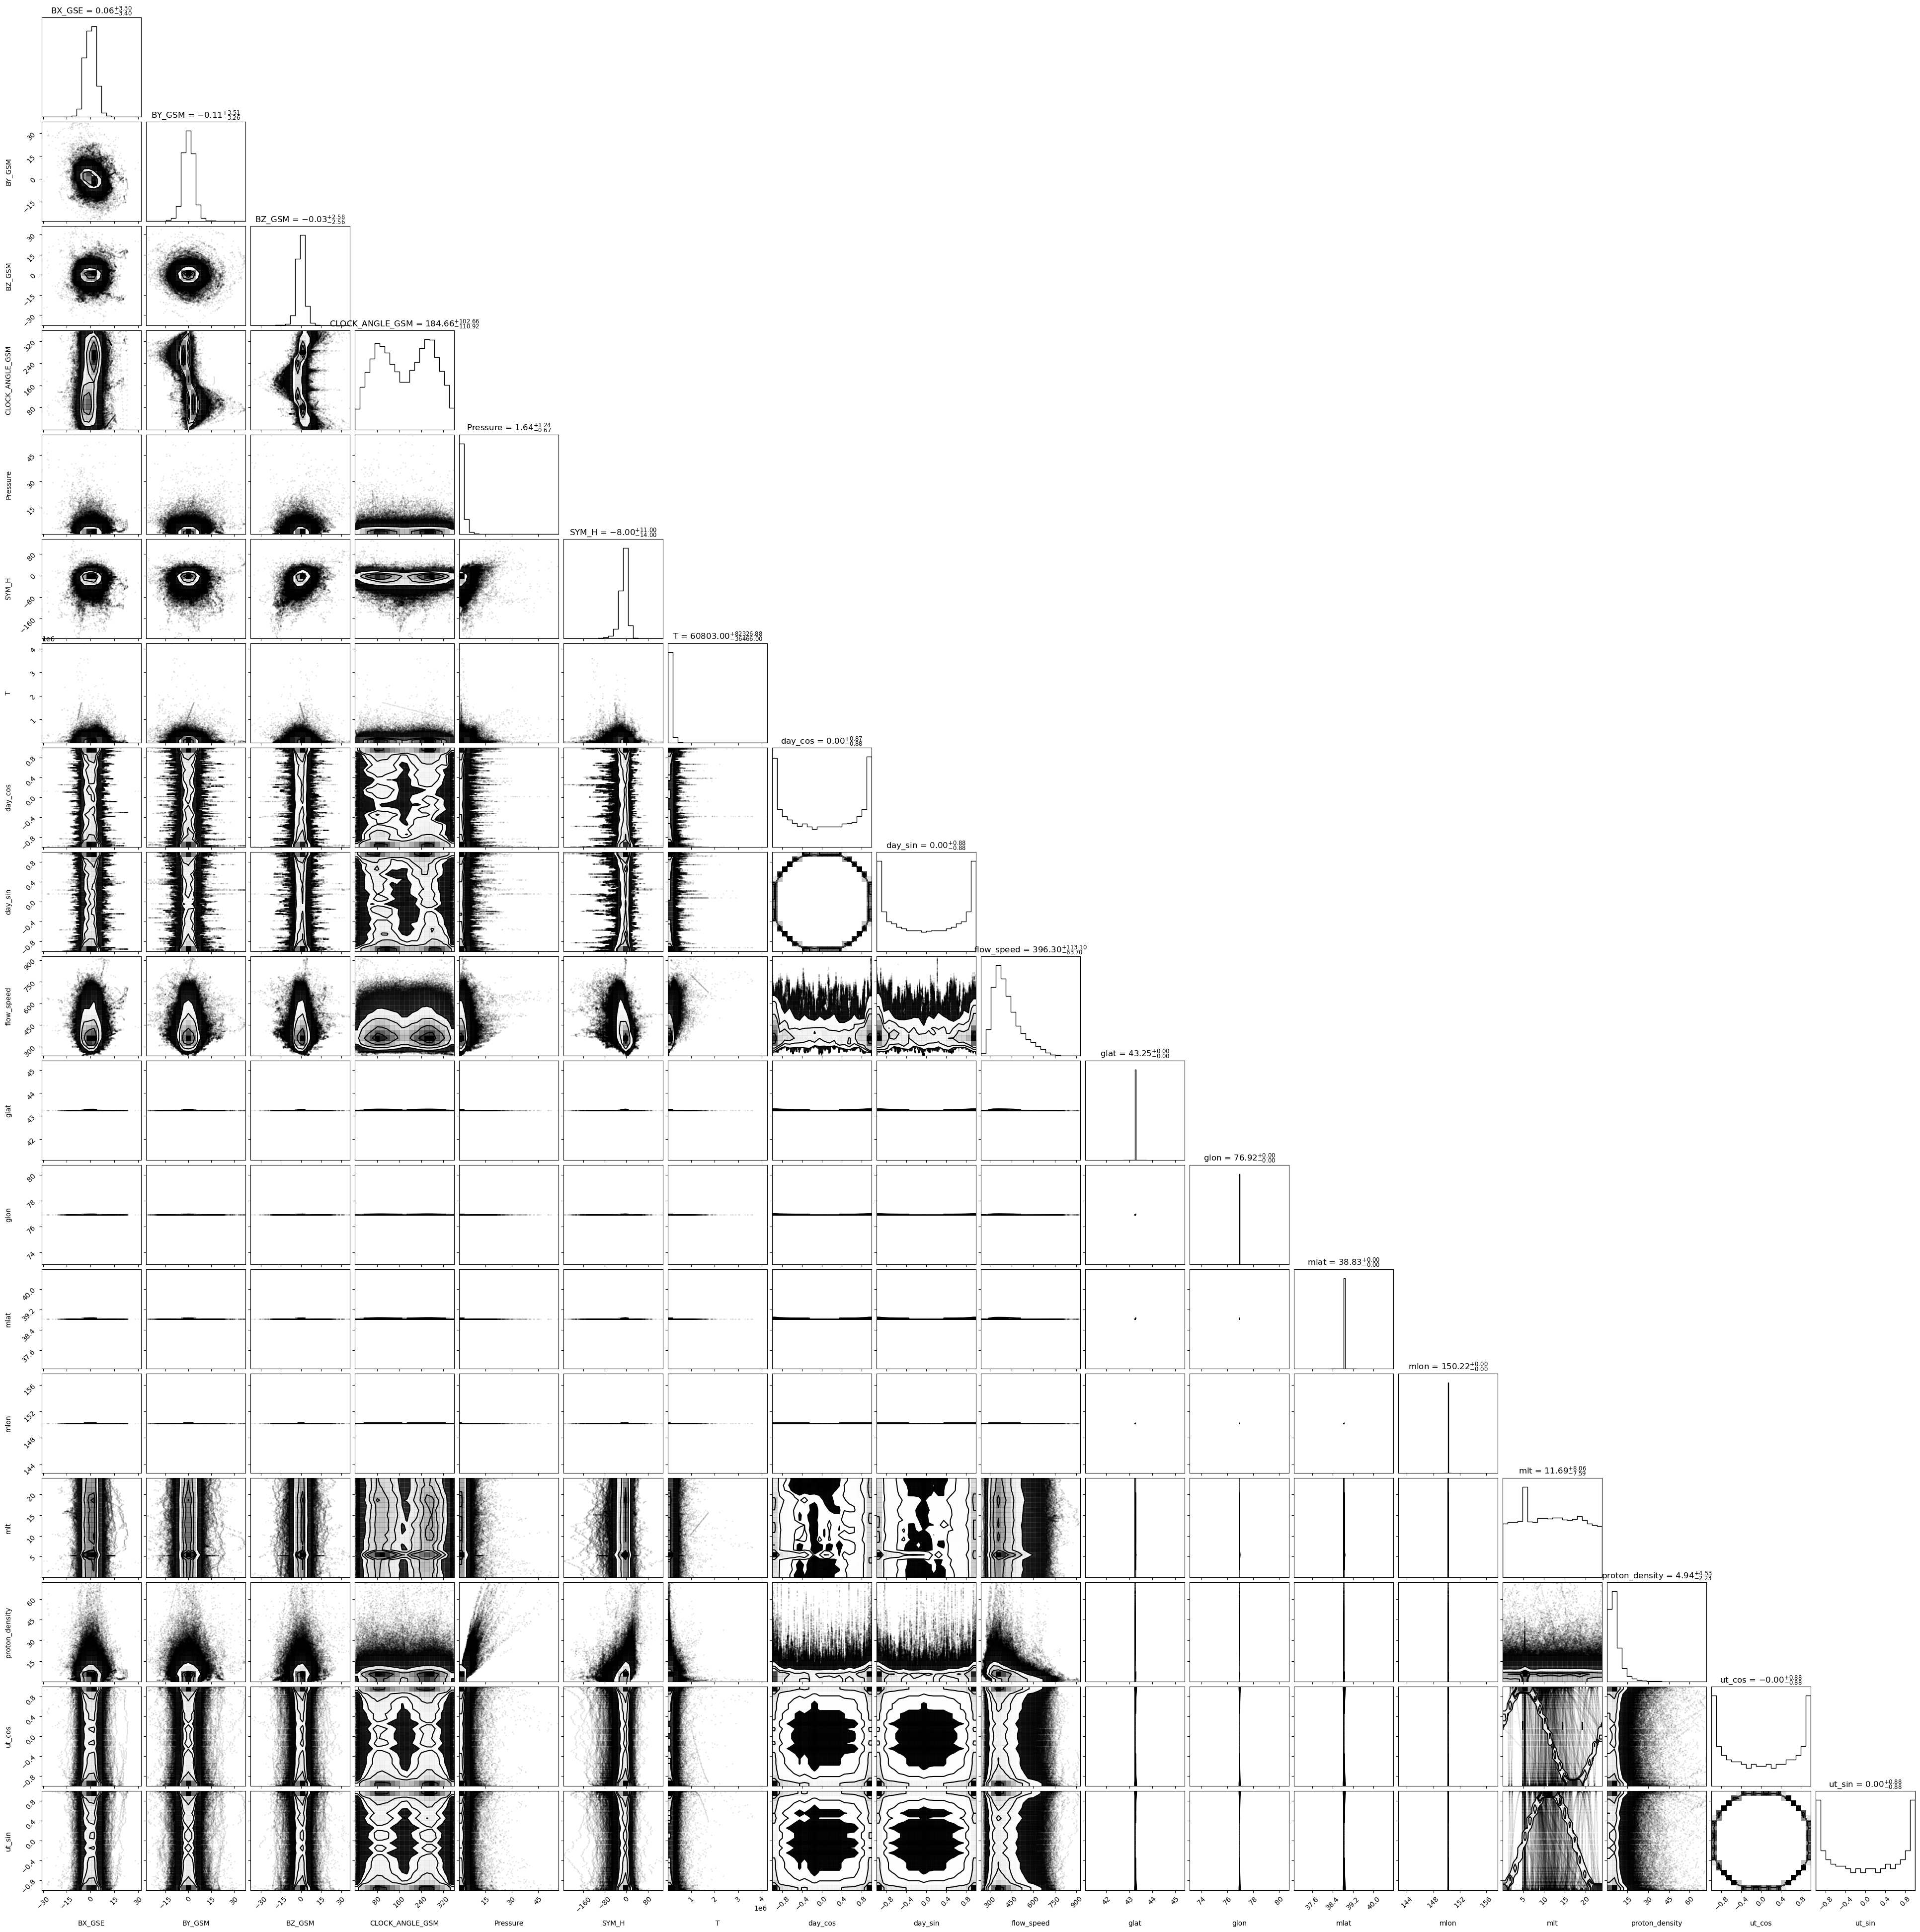 BX_GSE = 0.06+3.30 −3.40
BY_GSM = −0.11+3.51 −3.26
30
15
0
−15
BY_GSM
BZ_GSM = −0.03+2.58 −2.56
30
15
0
−15
−30
BZ_GSM
CLOCK_ANGLE_GSM = 184.66+102.66 −110.92
320
240
160
80
CLOCK_ANGLE_GSM
Pressure = 1.64+1.24 −0.67
45
30
15
Pressure
SYM_H = −8.00+11.00 −14.00
80
0
−80
−160
SYM_H
1e6
T = 60803.00+82326.88 −36466.00
4
3
2
1
T
day_cos = 0.00+0.87 −0.88
0.8
0.4
0.0
−0.4
−0.8
day_cos
day_sin = 0.00+0.88 −0.88
0.8
0.4
0.0
−0.4
−0.8
day_sin
flow_speed = 396.30+113.10 −63.70
900
750
600
450
300
flow_speed
glat = 43.25+0.00 −0.00
45
44
43
42
glat
glon = 76.92+0.00 −0.00
80
78
76
74
glon
mlat = 38.83+0.00 −0.00
40.0
39.2
38.4
37.6
mlat
mlon = 150.22+0.00 −0.00
156
152
148
144
mlon
mlt = 11.69+8.06 −7.59
20
15
10
5
mlt
proton_density = 4.94+4.53 −2.23
60
45
30
15
proton_density
ut_cos = −0.00+0.88 −0.88
0.8
0.4
0.0
−0.4
−0.8
ut_cos
ut_sin = 0.00+0.88 −0.88
0.8
0.4
0.0
−0.4
−0.8
ut_sin
−30 −15 0 15 30
−15 0 15 30
−30 −15 0 15 30
80 160 240 320
15 30 45
−160 −80 0 80
1 2 3 4
1e6
−0.8 −0.4 0.0 0.4 0.8
−0.8 −0.4 0.0 0.4 0.8
300 450 600 750 900
42 43 44 45
74 76 78 80
37.6 38.4 39.2 40.0
144 148 152 156
5 10 15 20
15 30 45 60
−0.8 −0.4 0.0 0.4 0.8
−0.8 −0.4 0.0 0.4 0.8
BX_GSE BY_GSM BZ_GSM CLOCK_ANGLE_GSM Pressure SYM_H T day_cos day_sin flow_speed glat glon mlat mlon mlt proton_density ut_cos ut_sin